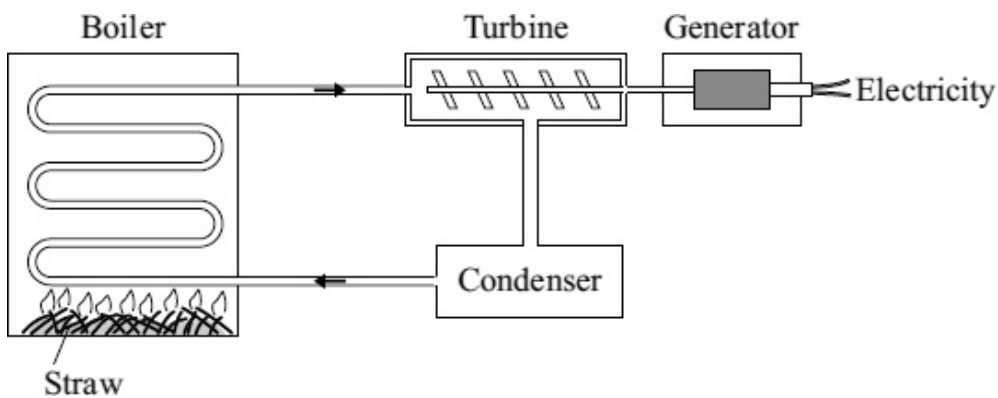 Boiler
Turbine
Generator
Electricity
Condenser
Straw